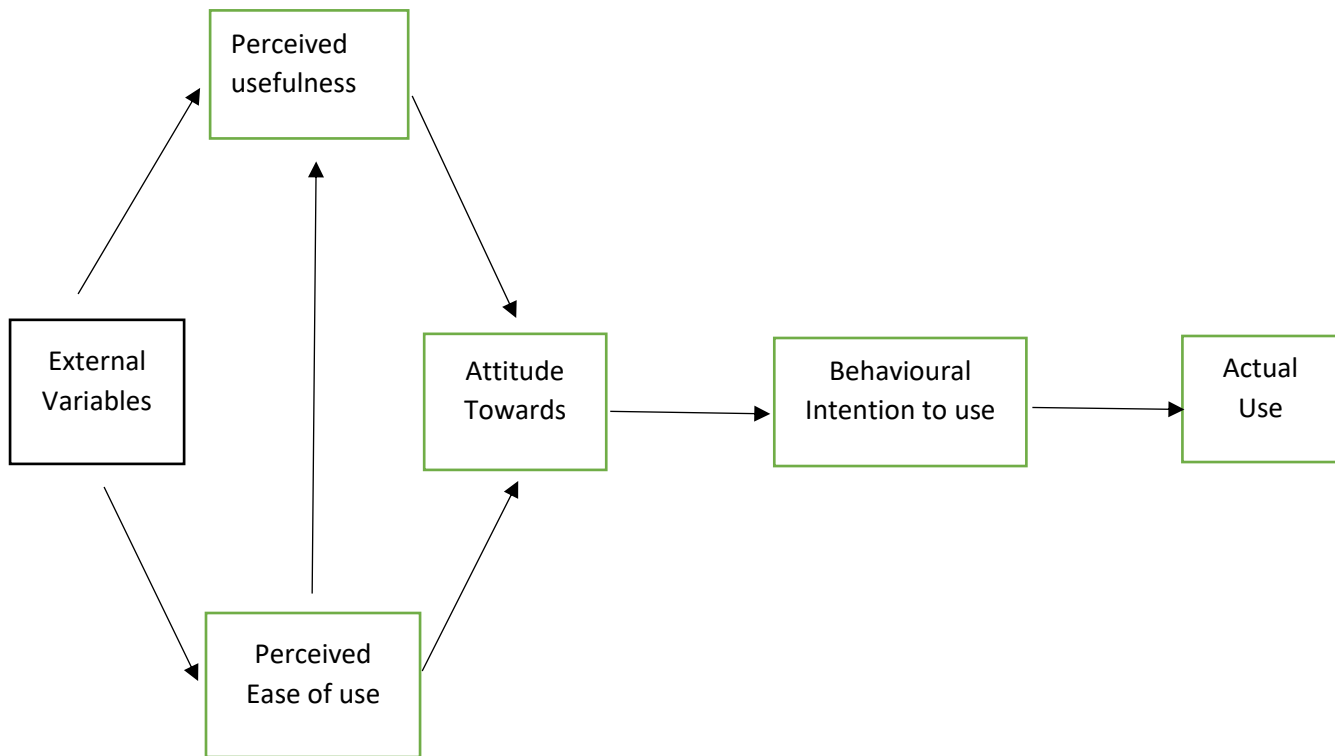 Perceived
usefulness
External
Variables
Attitude
Towards
Behavioural
Intention to use
Actual
Use
Perceived
Ease of use